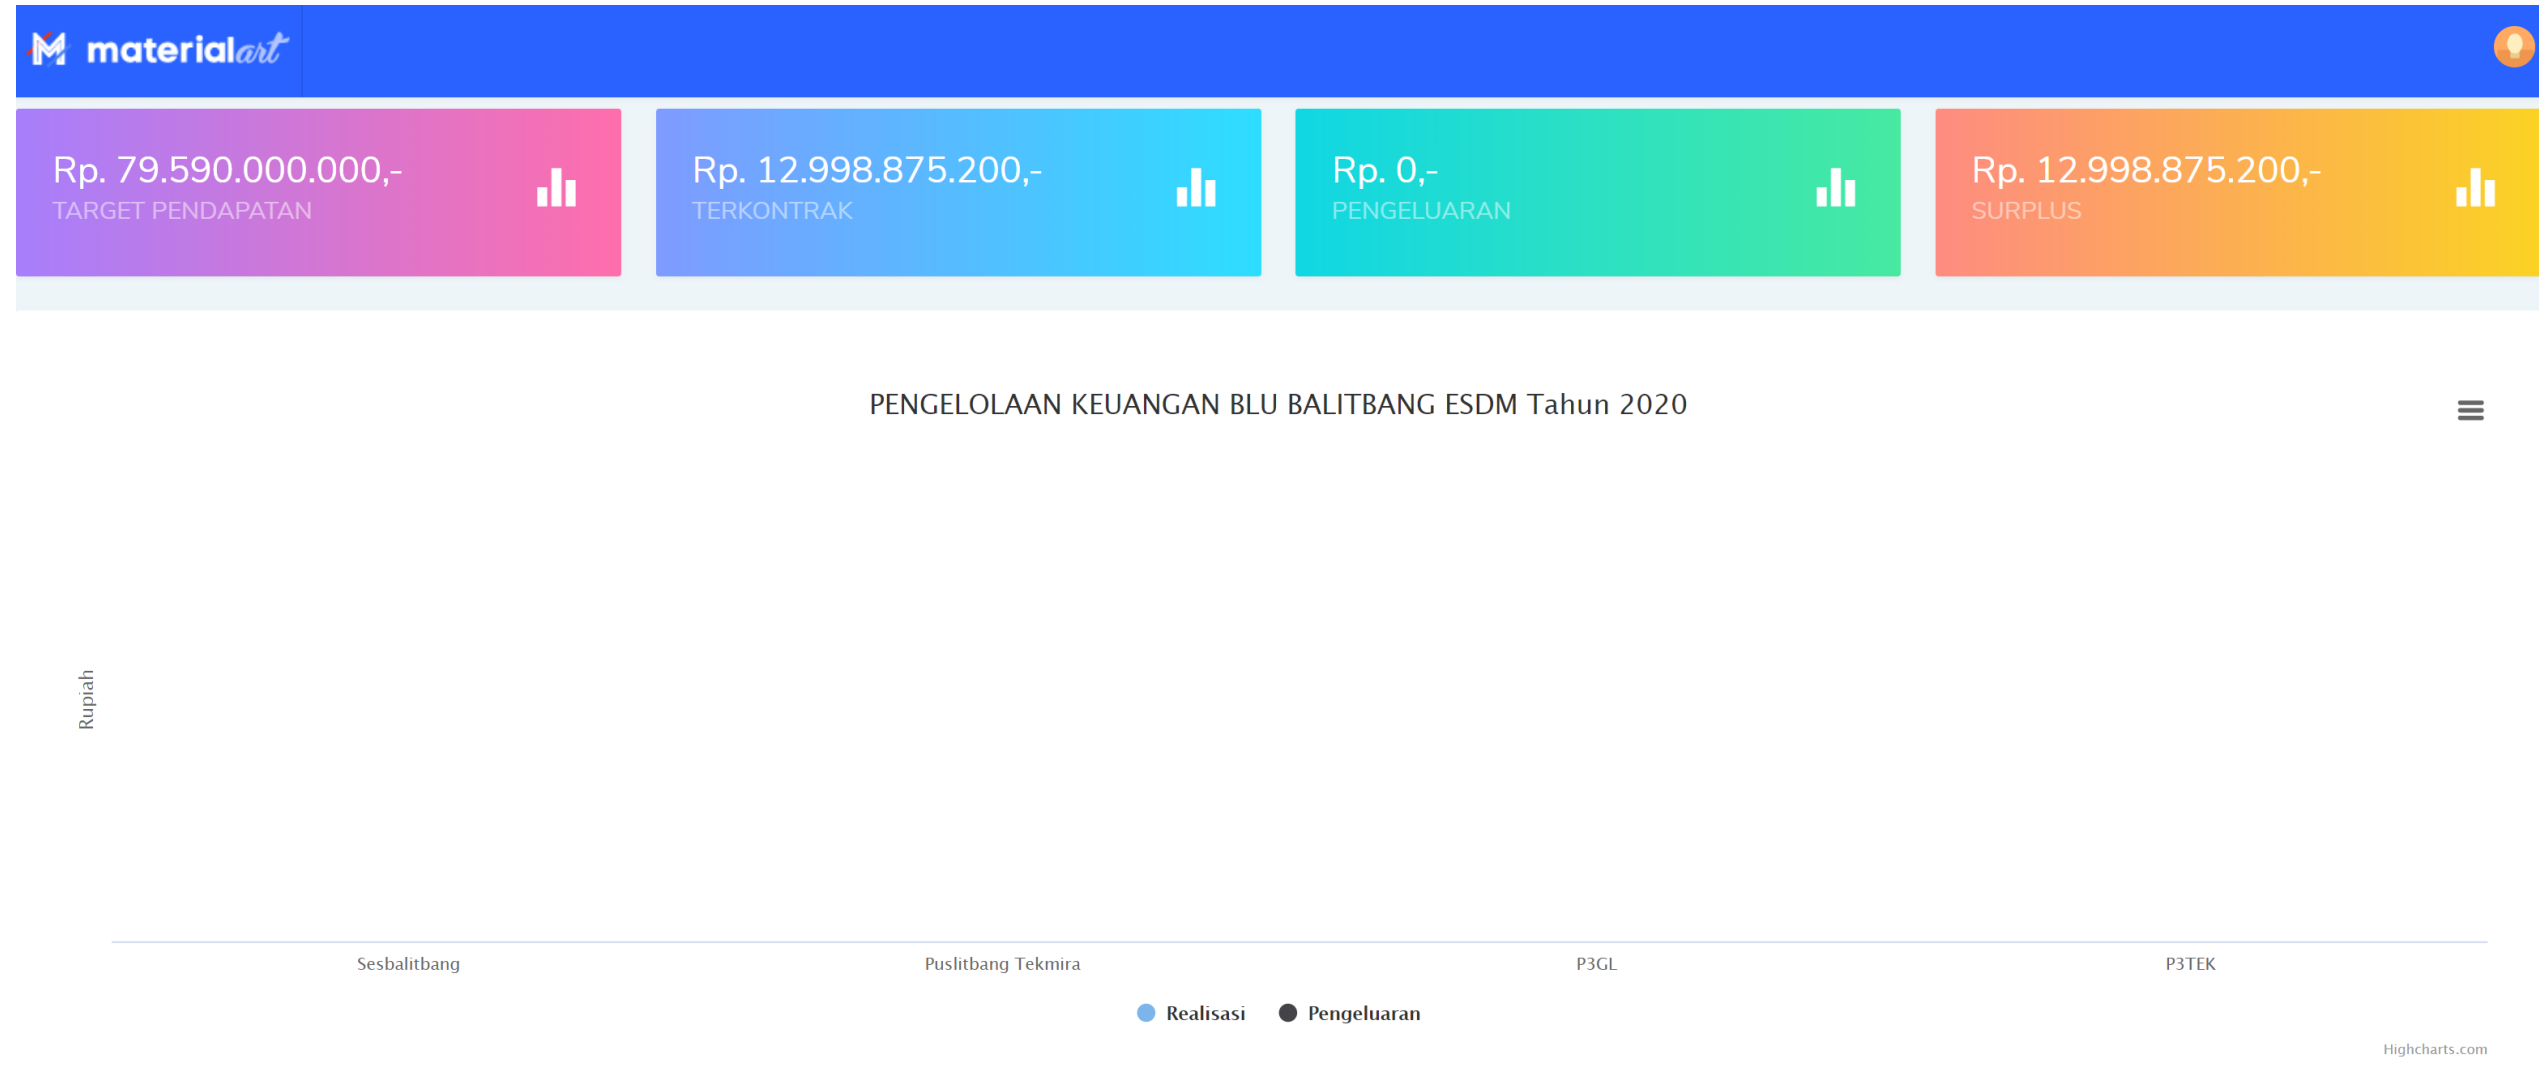 materialart
Rp. 79.590.000.000,-
TARGET PENDAPATAN
Rp. 12.998.875.200,-
TERKONTRAK
Rp. 0,-
PENGELUARAN
Rp. 12.998.875.200,-
SURPLUS
PENGELOLAAN KEUANGAN BLU BALITBANG ESDM Tahun 2020
Rupiah
Sesbalitbang
Puslitbang Tekmira
P3GL
P3TEK
Realisasi
Pengeluaran
Highcharts.com